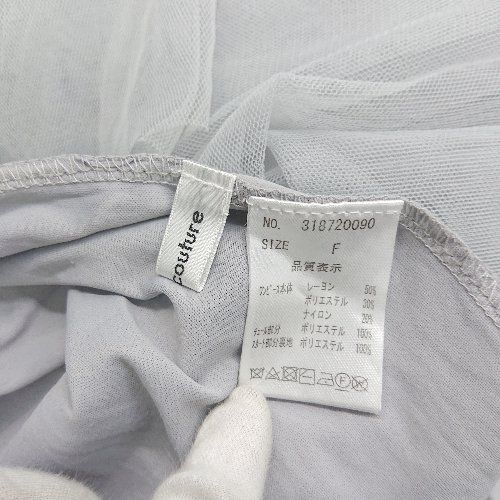 couture
NO. 318720090
SIZE F
品質表示
ワンピース本体 レーヨン 50%
ポリエステル 30%
ナイロン 20%
チュール部分 ポリエステル 100%
スカート部分裏地 ポリエステル 100%